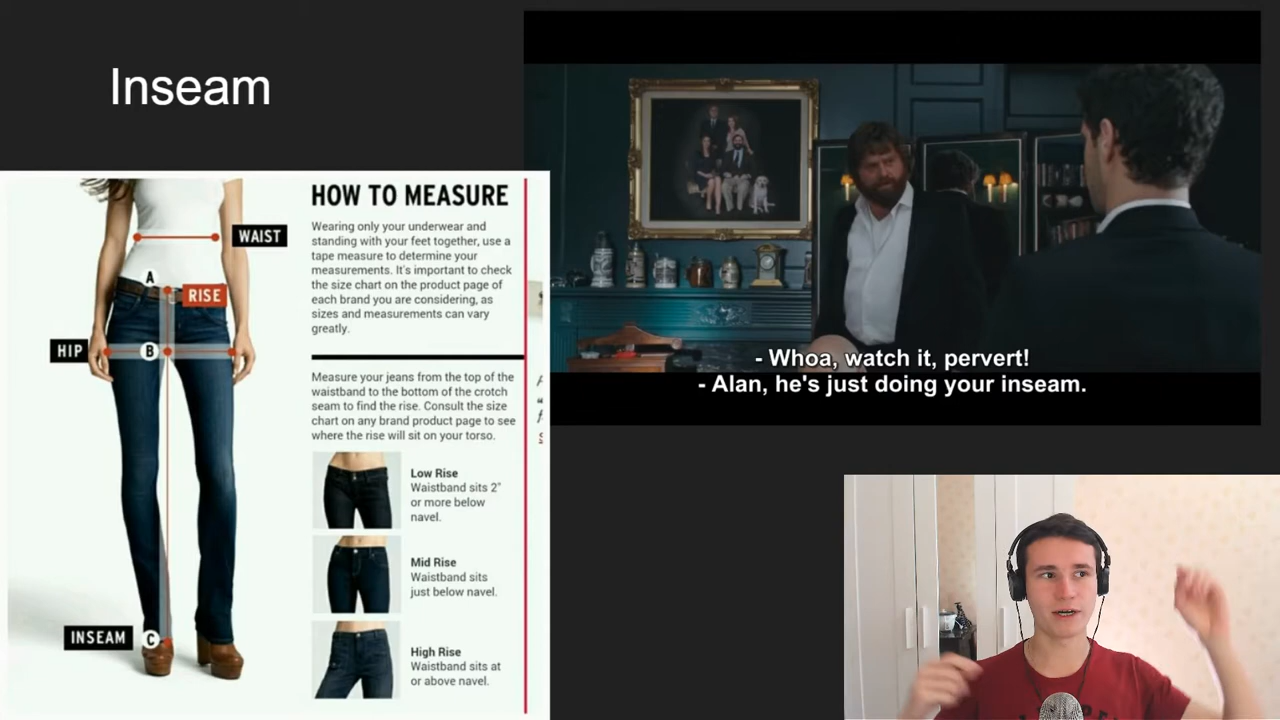 Inseam
HOW TO MEASURE
Wearing only your underwear and
standing with your feet together, use a
tape measure to determine your
measurements. It's important to check
the size chart on the product page of
each brand you are considering, as
sizes and measurements can vary
greatly.
Measure your jeans from the top of the
waistband to the bottom of the crotch
seam to find the rise. Consult the size
chart on any brand product page to see
where the rise will sit on your torso.
Low Rise
Waistband sits 2"
or more below
navel.
Mid Rise
Waistband sits
just below navel.
High Rise
Waistband sits at
or above navel.
WAIST
A
RISE
HIP
B
INSEAM
C
- Whoa, watch it, pervert!
- Alan, he's just doing your inseam.